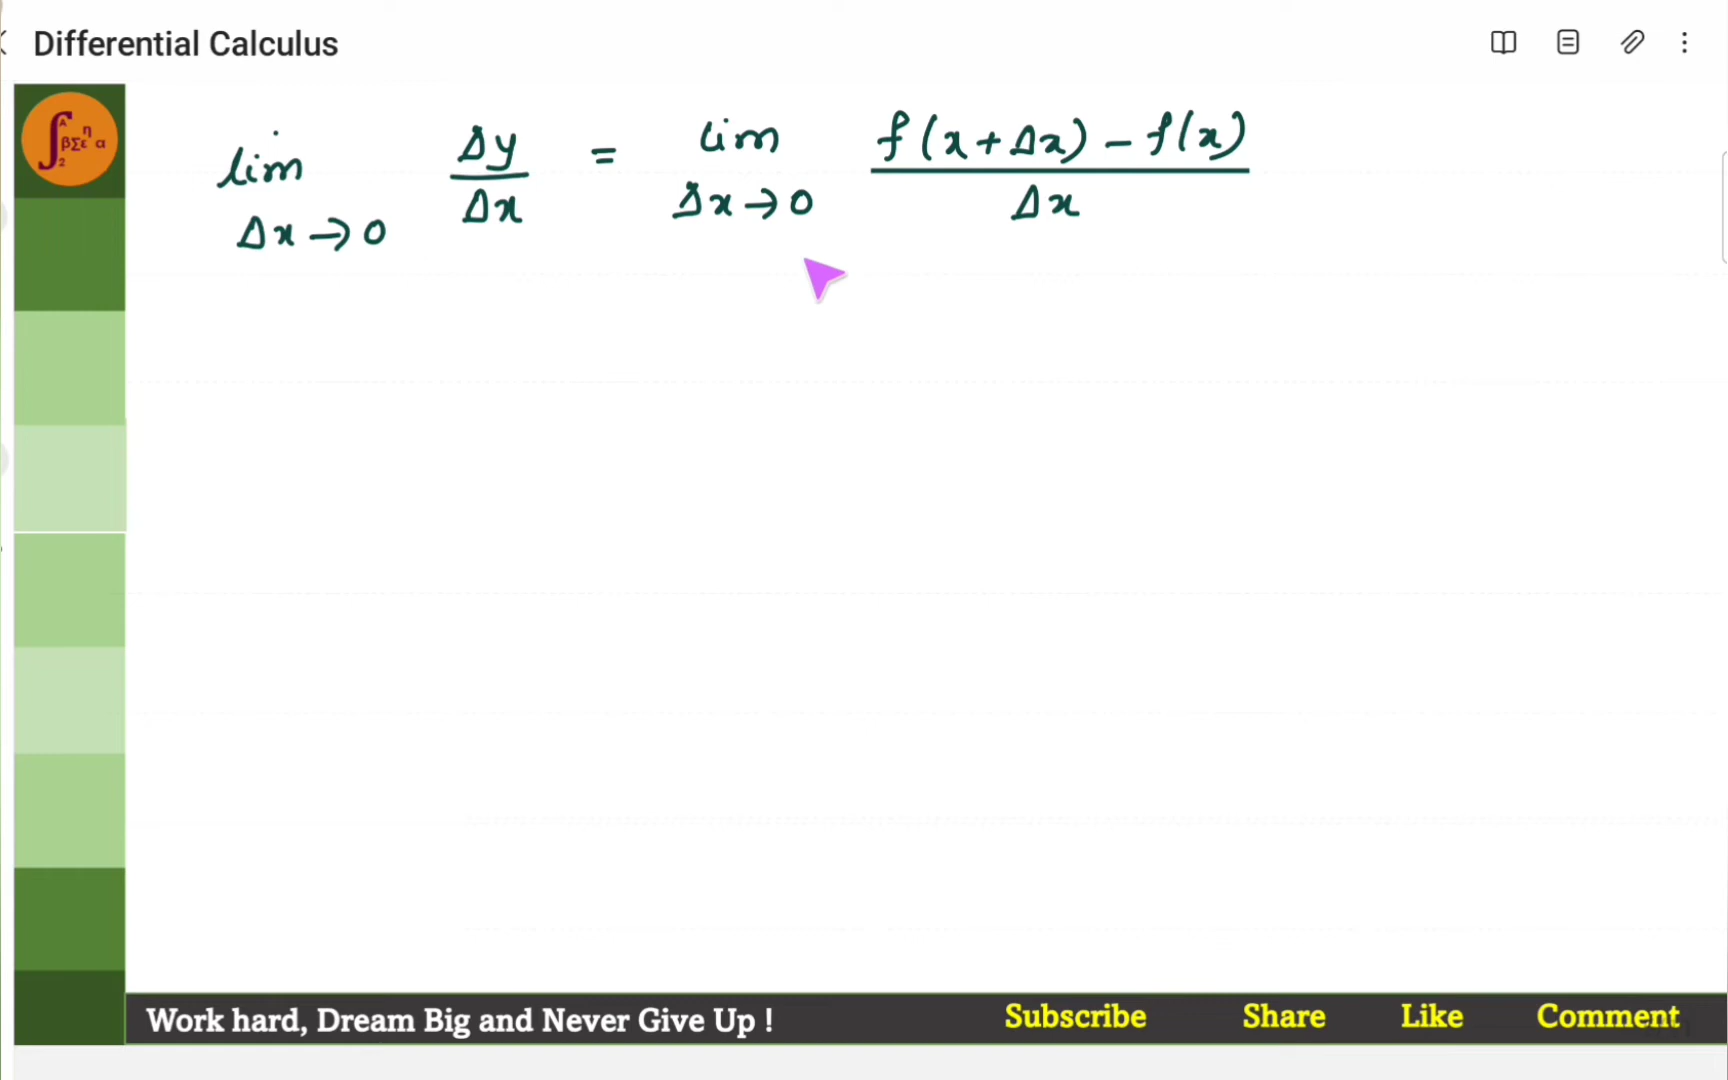 Differential Calculus
lim Δx→0 Δy/Δx = lim Δx→0 f(x+Δx) − f(x)/Δx
Work hard, Dream Big and Never Give Up ! Subscribe Share Like Comment